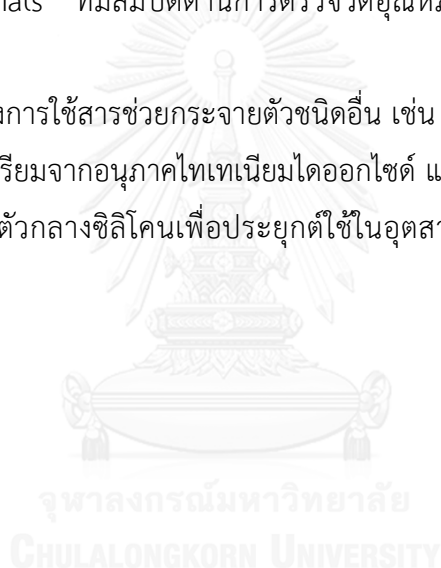 nals ที่มีสมบัติด้านการตรวจวัดอุณห
งการใช้สารช่วยกระจายตัวชนิดอื่น เช่น
รียมจากอนุภาคไทเทเนียมไดออกไซด์ แ
ตัวกลางซิลิโคนเพื่อประยุกต์ใช้ในอุตสา
จุฬาลงกรณ์มหาวิทยาลัย
CHULALONGKORN UNIVERSITY